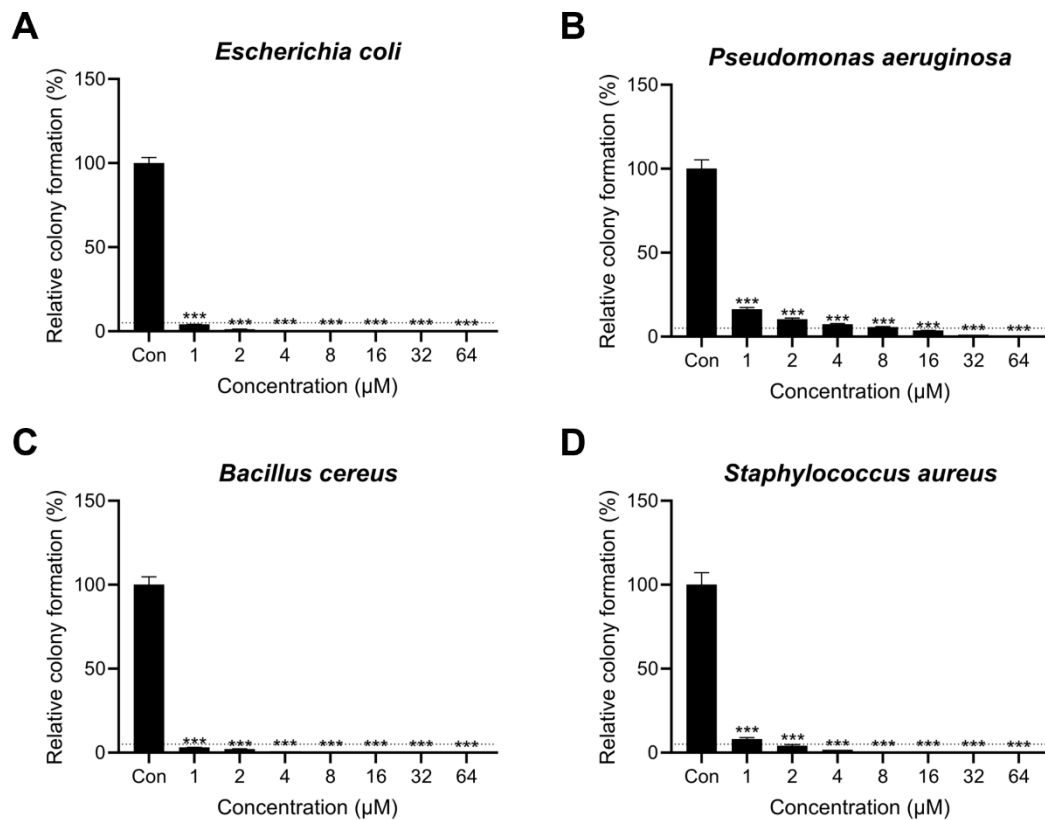 A
Escherichia coli
Relative colony formation (%)
150
100
50
0
*** *** *** *** *** *** ***
Con 1 2 4 8 16 32 64
Concentration (µM)
B
Pseudomonas aeruginosa
Relative colony formation (%)
150
100
50
0
*** *** *** *** *** *** ***
Con 1 2 4 8 16 32 64
Concentration (µM)
C
Bacillus cereus
Relative colony formation (%)
150
100
50
0
*** *** *** *** *** *** ***
Con 1 2 4 8 16 32 64
Concentration (µM)
D
Staphylococcus aureus
Relative colony formation (%)
150
100
50
0
*** *** *** *** *** *** ***
Con 1 2 4 8 16 32 64
Concentration (µM)